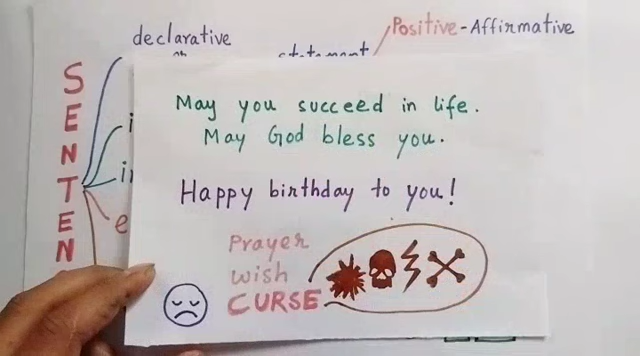 declarative
Positive-Affirmative
SENTEN
May you succeed in life.
May God bless you.
Happy birthday to you!
Prayer
wish
CURSE